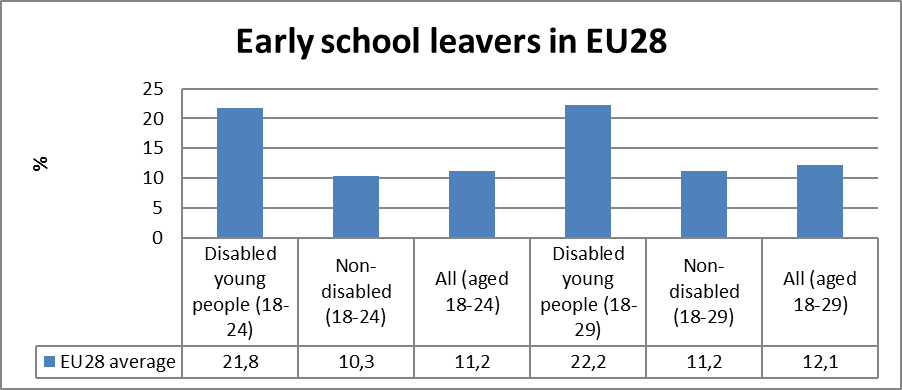 Early school leavers in EU28
%
25
20
15
10
5
0
Disabled
young
people (18-
24)
Non-
disabled
(18-24)
All (aged
18-24)
Disabled
young
people (18-
29)
Non-
disabled
(18-29)
All (aged
18-29)
EU28 average 21,8 10,3 11,2 22,2 11,2 12,1